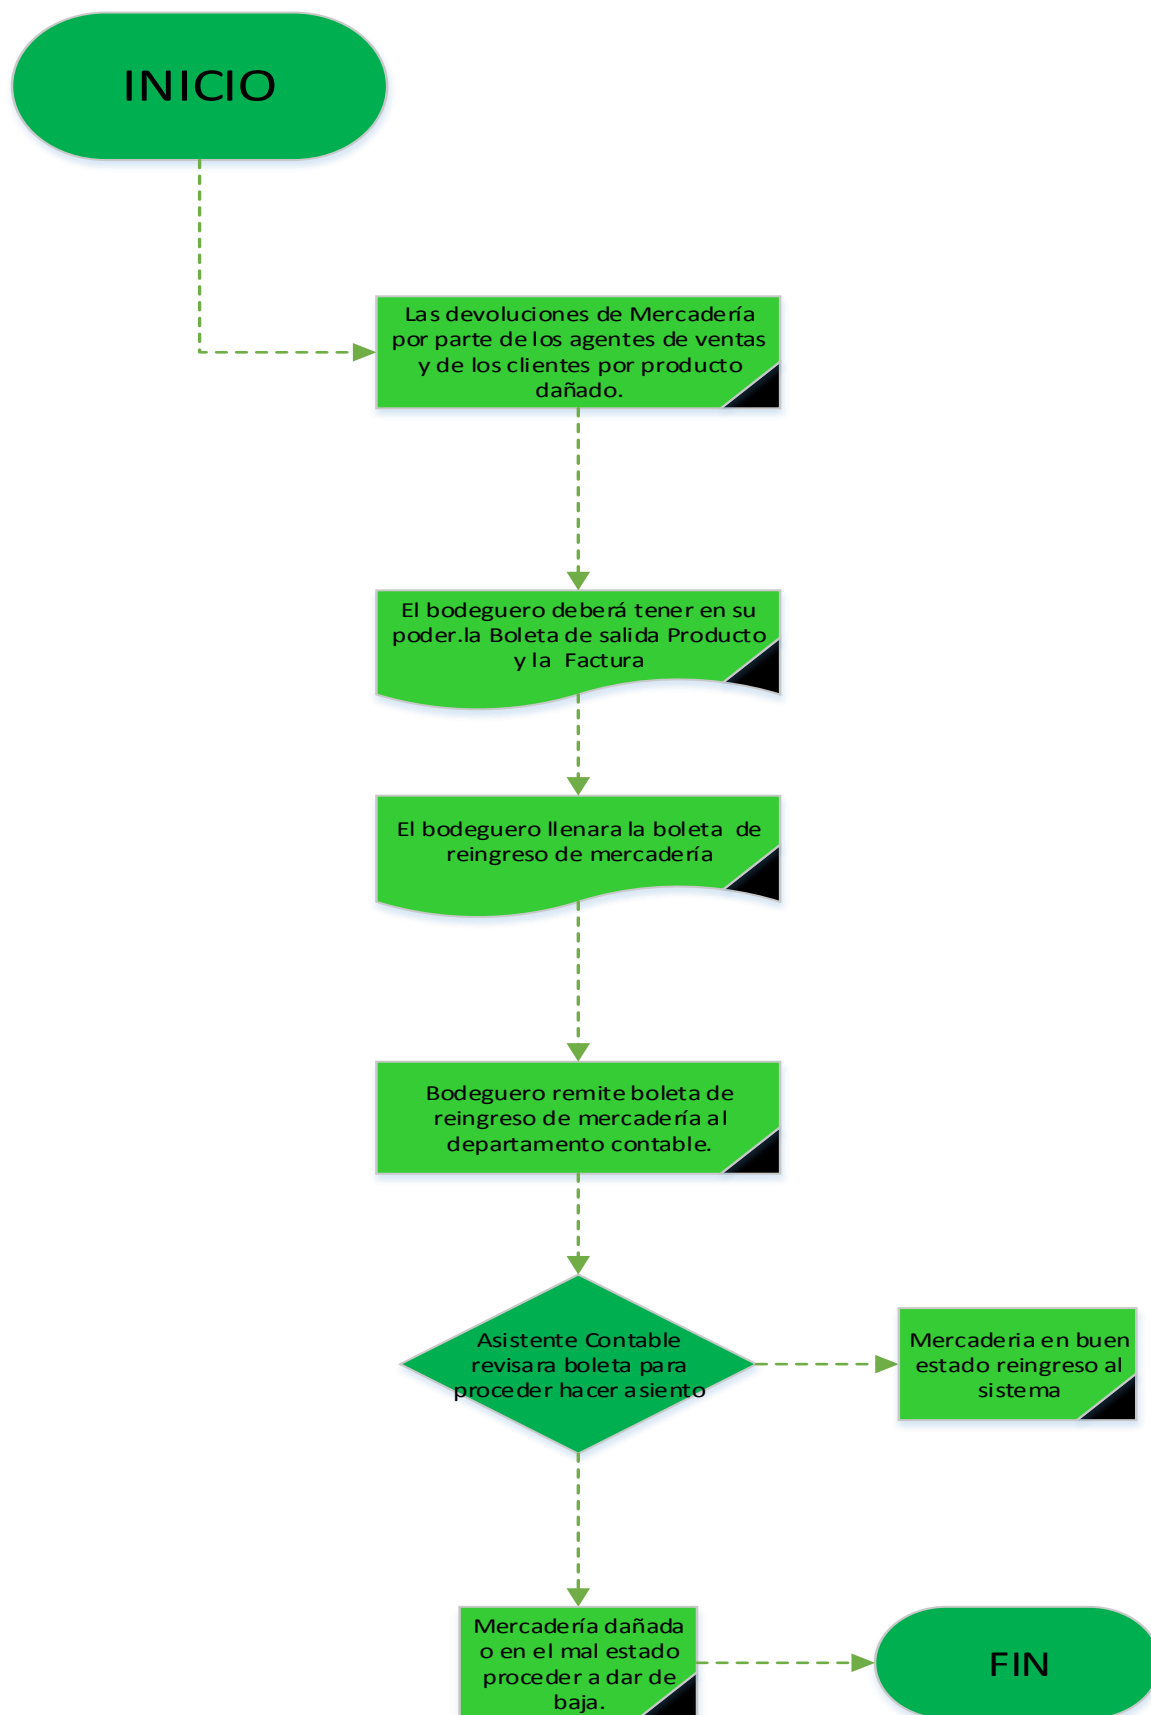 INICIO
Las devoluciones de Mercadería
por parte de los agentes de ventas
y de los clientes por producto
dañado.
El bodeguero deberá tener en su
poder.la Boleta de salida Producto
y la Factura
El bodeguero llenara la boleta de
reingreso de mercadería
Bodeguero remite boleta de
reingreso de mercadería al
departamento contable.
Asistente Contable
revisara boleta para
proceder hacer asiento
Mercaderia en buen
estado reingreso al
sistema
Mercadería dañada
o en el mal estado
proceder a dar de
baja.
FIN